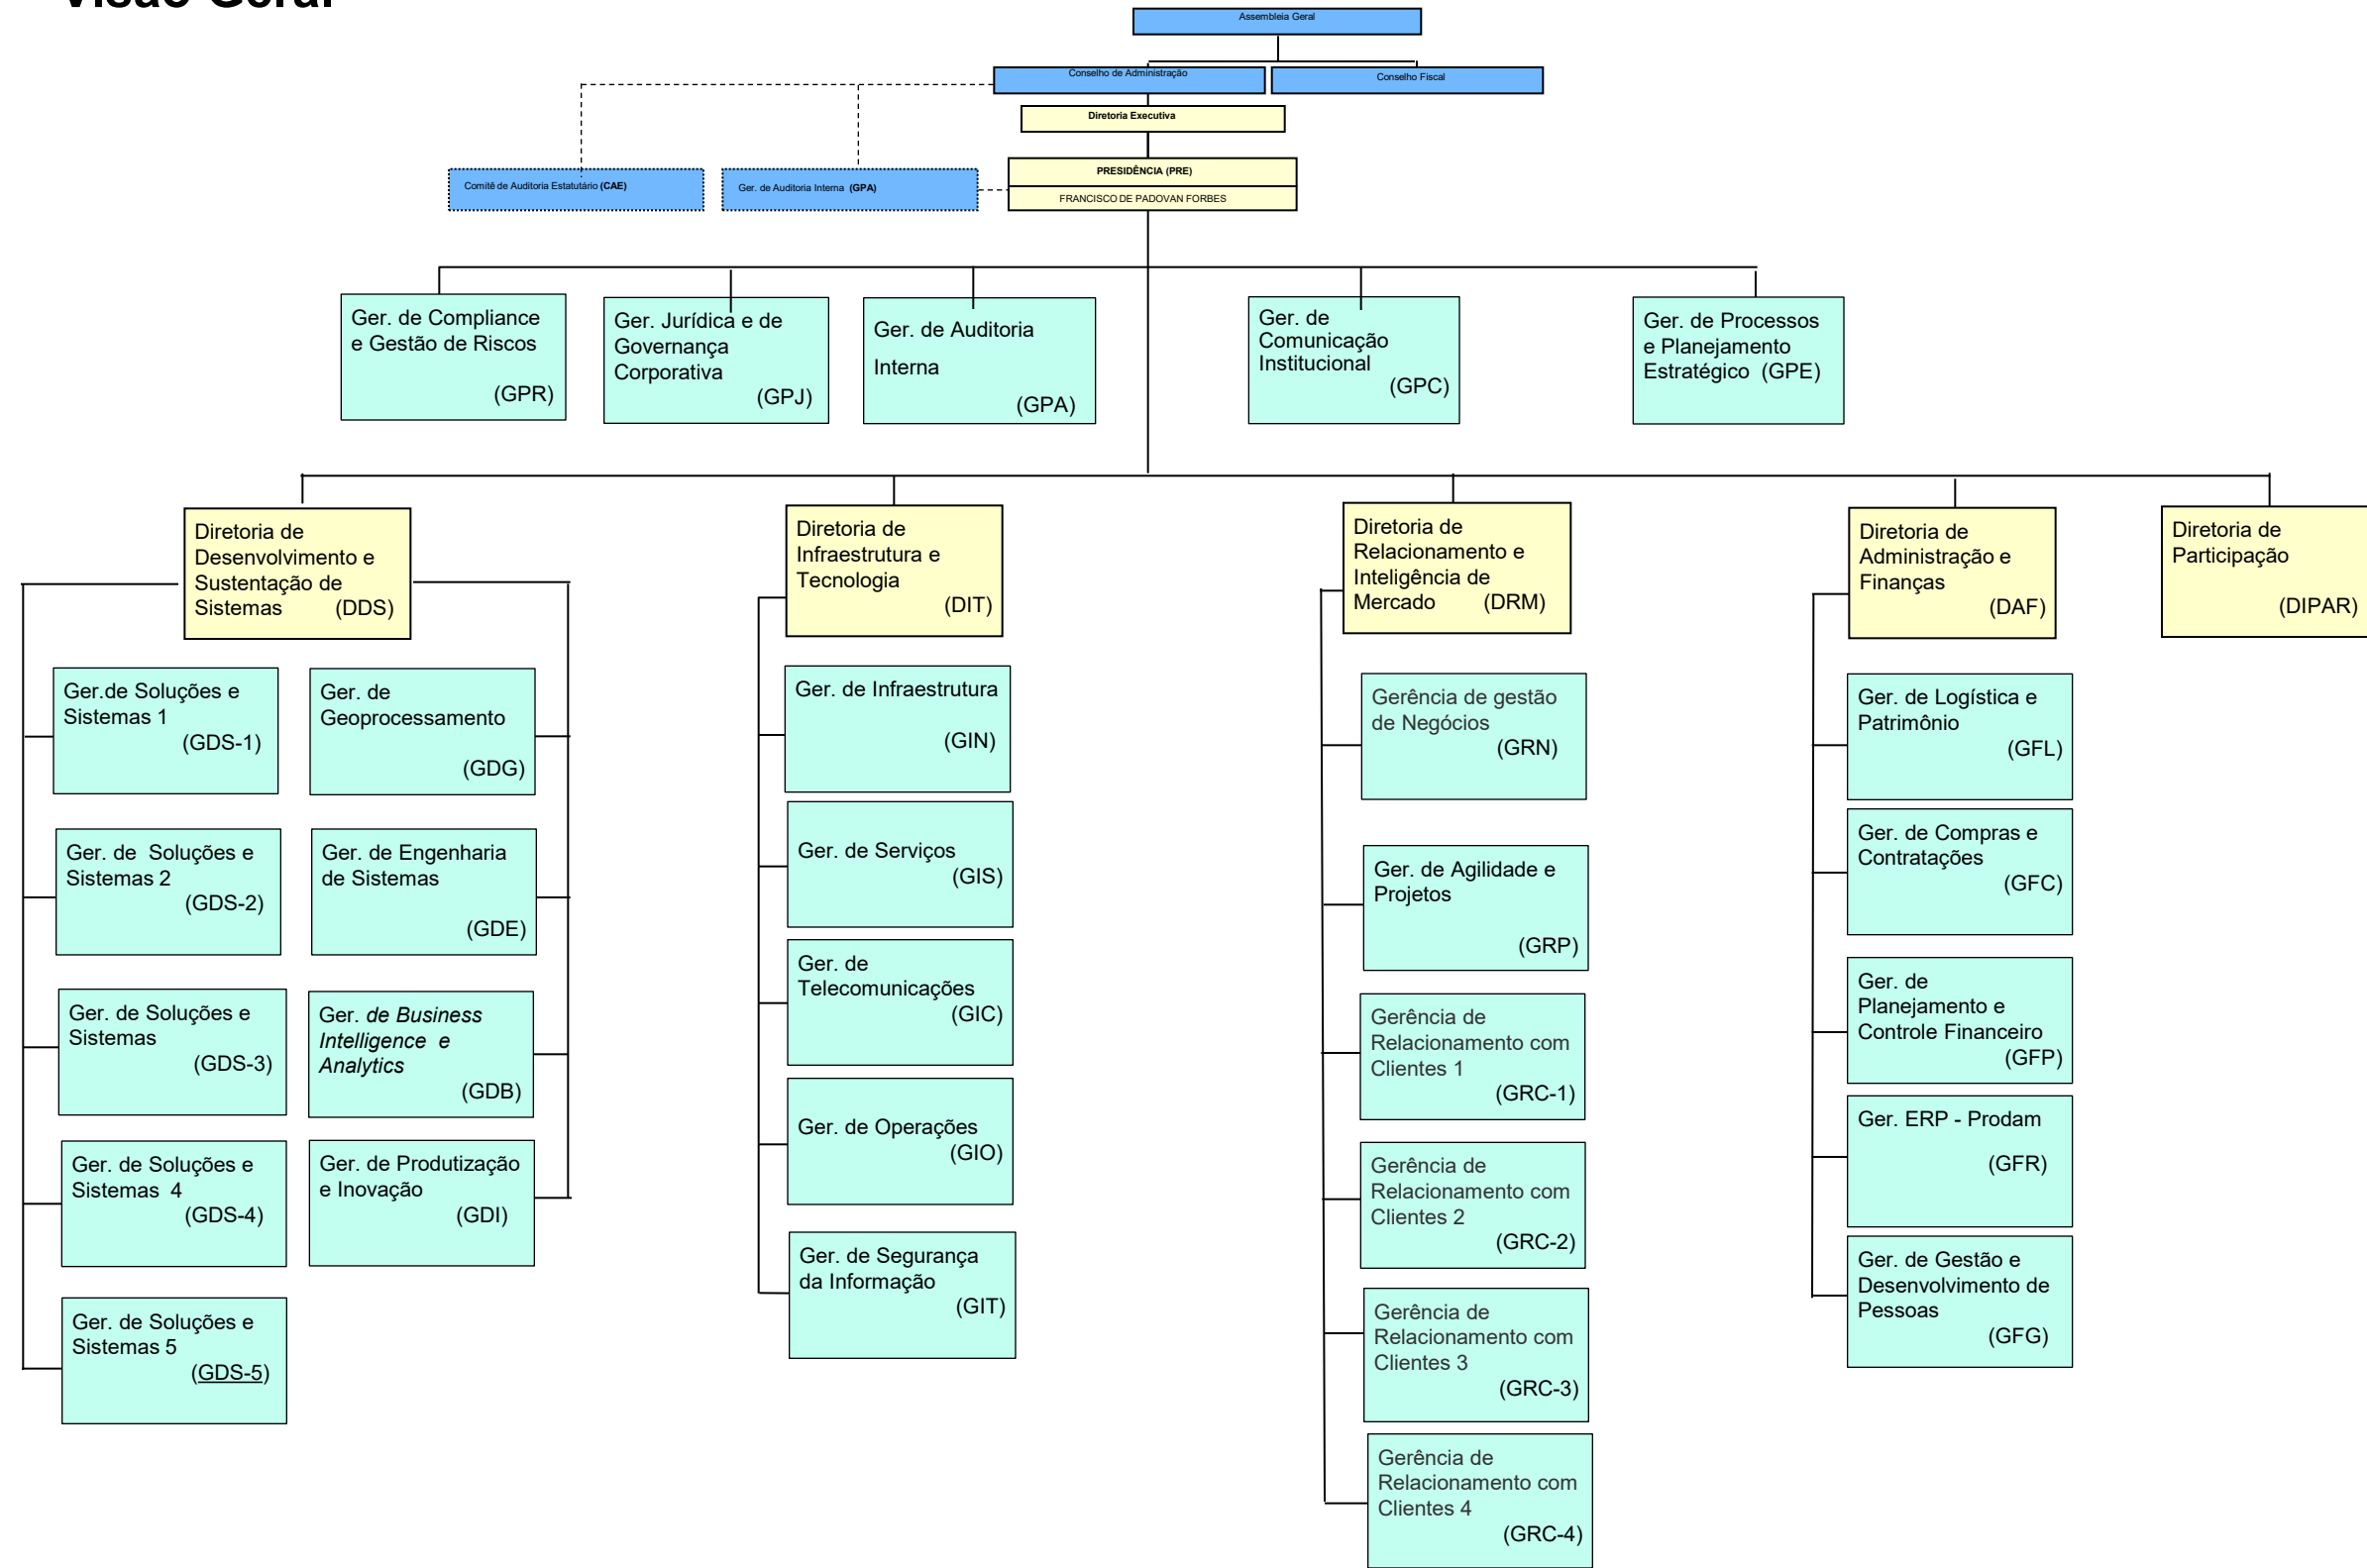 Visão Geral
Assembleia Geral
Conselho de Administração
Conselho Fiscal
Diretoria Executiva
PRESIDÊNCIA (PRE)
FRANCISCO DE PADOVAN FORBES
Comitê de Auditoria Estatutário (CAE)
Ger. de Auditoria Interna (GPA)
Ger. de Compliance
e Gestão de Riscos
(GPR)
Ger. Jurídica e de
Governança
Corporativa
(GPJ)
Ger. de Auditoria
Interna
(GPA)
Ger. de
Comunicação
Institucional
(GPC)
Ger. de Processos
e Planejamento
Estratégico (GPE)
Diretoria de
Desenvolvimento e
Sustentação de
Sistemas (DDS)
Diretoria de
Infraestrutura e
Tecnologia
(DIT)
Diretoria de
Relacionamento e
Inteligência de
Mercado (DRM)
Diretoria de
Administração e
Finanças
(DAF)
Diretoria de
Participação
(DIPAR)
Ger.de Soluções e
Sistemas 1
(GDS-1)
Ger. de Soluções e
Sistemas 2
(GDS-2)
Ger. de Soluções e
Sistemas
(GDS-3)
Ger. de Soluções e
Sistemas 4
(GDS-4)
Ger. de Soluções e
Sistemas 5
(GDS-5)
Ger. de
Geoprocessamento
(GDG)
Ger. de Engenharia
de Sistemas
(GDE)
Ger. de Business
Intelligence e
Analytics
(GDB)
Ger. de Produtização
e Inovação
(GDI)
Ger. de Infraestrutura
(GIN)
Ger. de Serviços
(GIS)
Ger. de
Telecomunicações
(GIC)
Ger. de Operações
(GIO)
Ger. de Segurança
da Informação
(GIT)
Gerência de gestão
de Negócios
(GRN)
Ger. de Agilidade e
Projetos
(GRP)
Gerência de
Relacionamento com
Clientes 1
(GRC-1)
Gerência de
Relacionamento com
Clientes 2
(GRC-2)
Gerência de
Relacionamento com
Clientes 3
(GRC-3)
Gerência de
Relacionamento com
Clientes 4
(GRC-4)
Ger. de Logística e
Patrimônio
(GFL)
Ger. de Compras e
Contratações
(GFC)
Ger. de
Planejamento e
Controle Financeiro
(GFP)
Ger. ERP - Prodam
(GFR)
Ger. de Gestão e
Desenvolvimento de
Pessoas
(GFG)